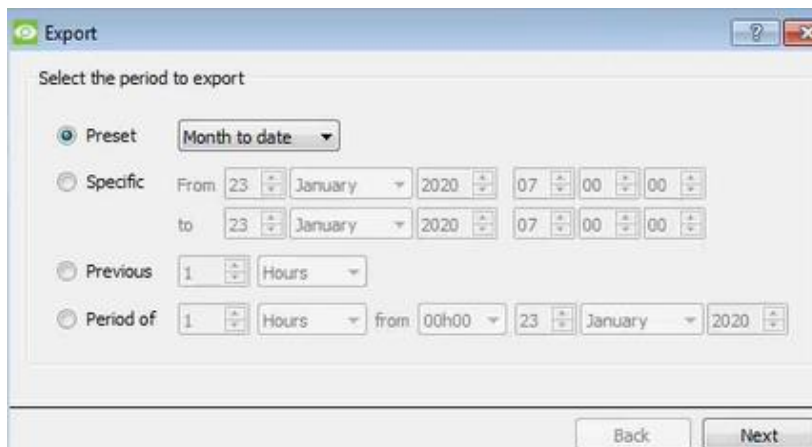 Export
Select the period to export
Preset Month to date
Specific From 23 January 2020 07 00 00
to 23 January 2020 07 00 00
Previous 1 Hours
Period of 1 Hours from 00h00 23 January 2020
Back Next